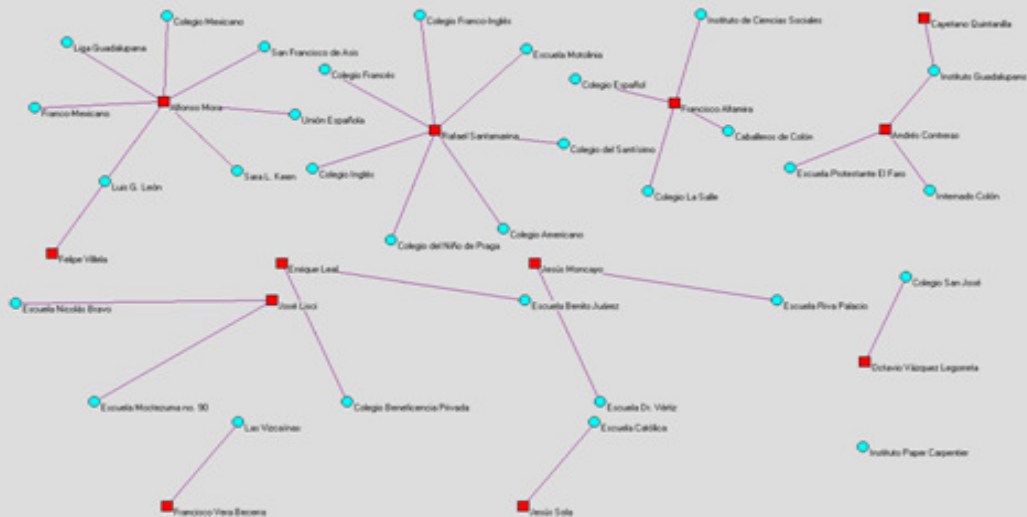 Colegio Mexicano
Colegio Franco-Inglés
Instituto de Ciencias Sociales
Cayetano Quintanilla
Liga Guadalupana
San Francisco de Asis
Escuela Motolinia
Colegio Francés
Colegio Español
Instituto Guadalupano
Franco-Mexicano
Alfonso Mora
Unión Española
Rafael Santamarina
Francisco Altamira
Caballeros de Colón
Andrés Contreras
Colegio del Santísimo
Colegio Inglés
Sara L. Keen
Escuela Protestante El Faro
Luis G. León
Colegio La Salle
Internado Colón
Colegio Americano
Colegio del Niño de Praga
Felipe Villela
Enrique Leal
Jesús Moncayo
Colegio San José
Escuela Nicolás Bravo
José Lisci
Escuela Benito Juárez
Escuela Riva Palacio
Octavio Vázquez Legorreta
Escuela Moctezuma no. 90
Colegio Beneficencia Privada
Escuela Dr. Vértiz
Las Vizcaínas
Escuela Católica
Instituto Paper Carpentier
Francisco Vera Becerra
Jesús Sola